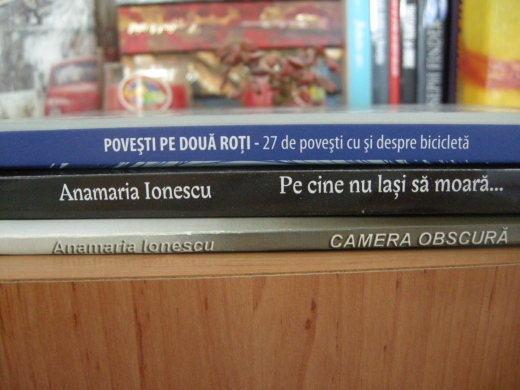 POVEȘTI PE DOUĂ ROȚI - 27 de povești cu și despre bicicletă
Anamaria Ionescu Pe cine nu lași să moară...
Anamaria Ionescu CAMERA OBSCURĂ